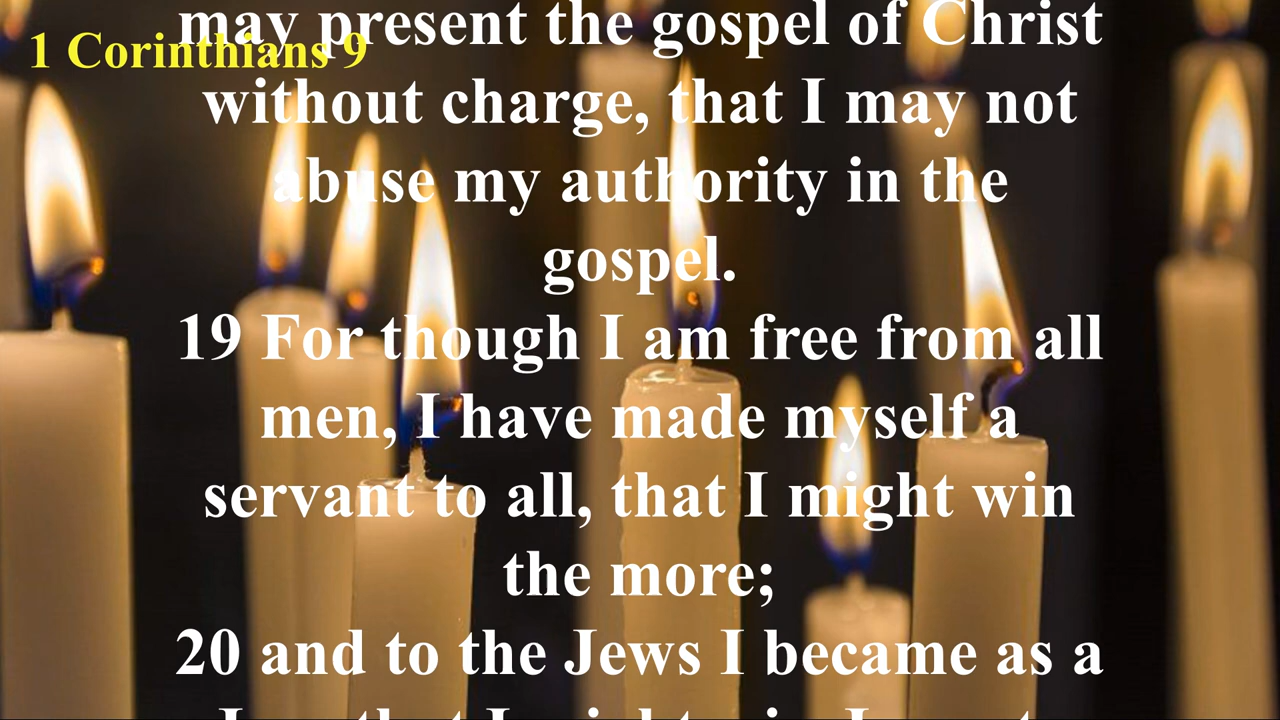 1 Corinthians 9
may present the gospel of Christ
without charge, that I may not
abuse my authority in the
gospel.
19 For though I am free from all
men, I have made myself a
servant to all, that I might win
the more;
20 and to the Jews I became as a